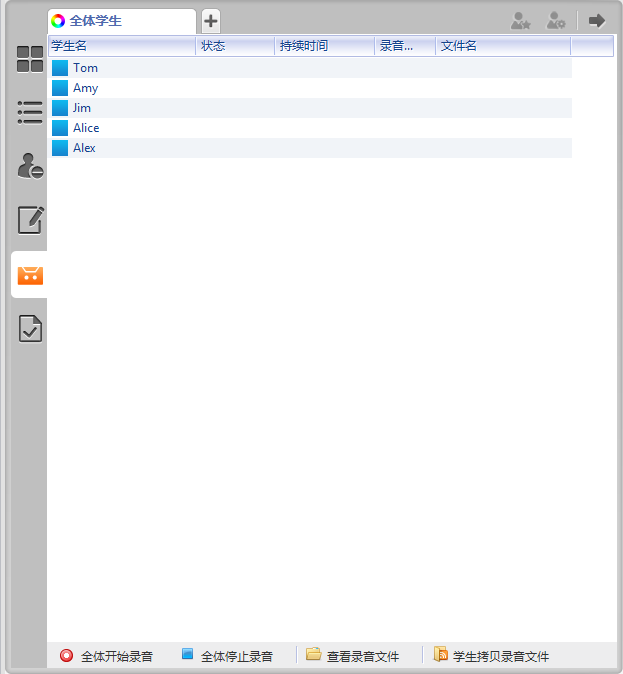 全体学生
学生名 状态 持续时间 录音... 文件名
Tom
Amy
Jim
Alice
Alex
全体开始录音 全体停止录音 查看录音文件 学生拷贝录音文件